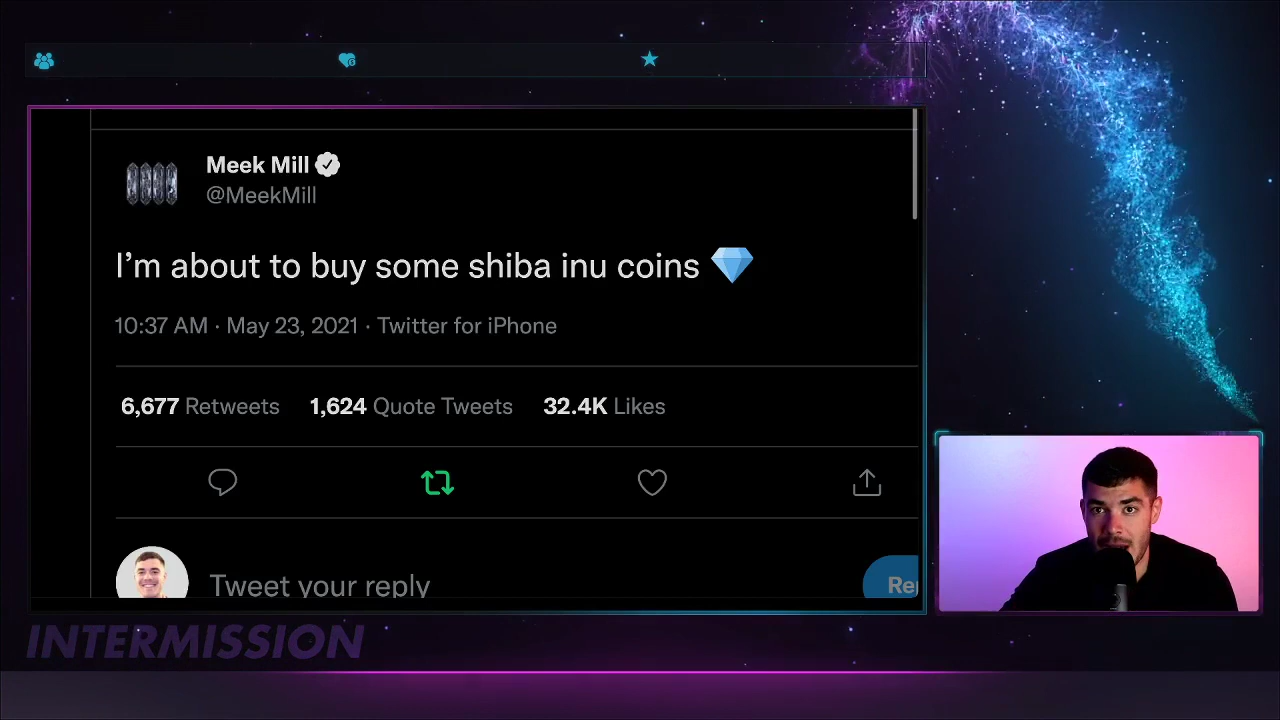 Meek Mill
@MeekMill
I’m about to buy some shiba inu coins 💎
10:37 AM · May 23, 2021 · Twitter for iPhone
6,677 Retweets 1,624 Quote Tweets 32.4K Likes
Tweet your reply
INTERMISSION